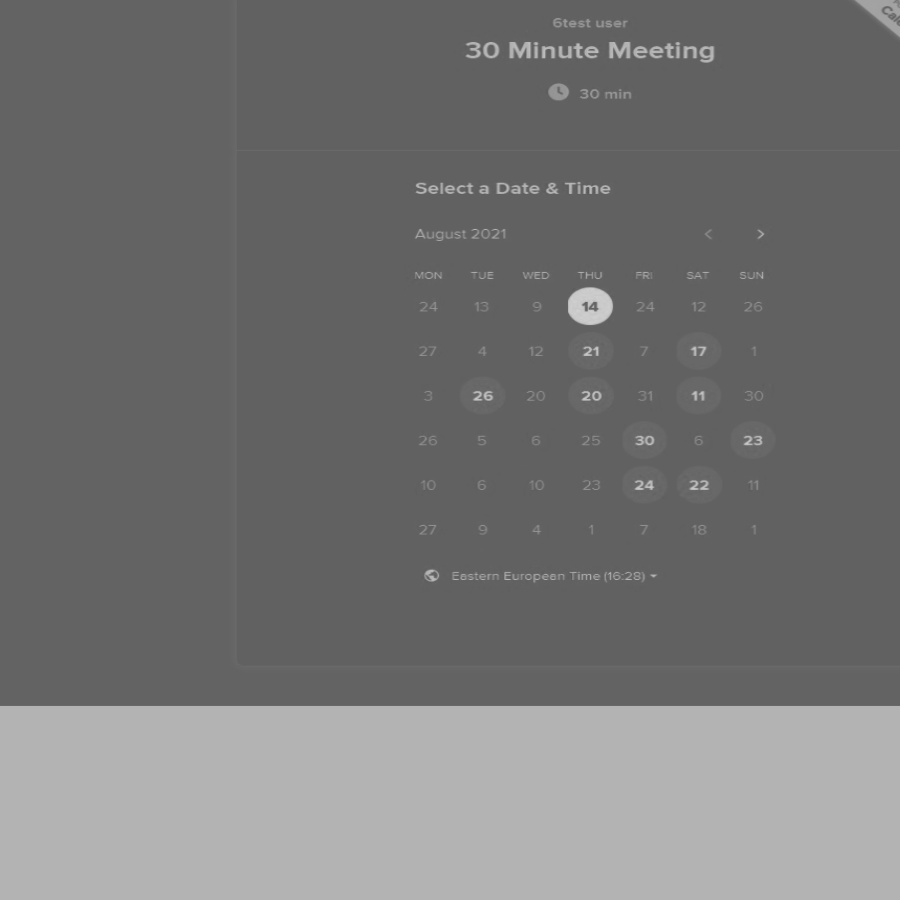 6test user
30 Minute Meeting
30 min
Select a Date & Time
August 2021
MON TUE WED THU FRI SAT SUN
24 13 9 14 24 12 26
27 4 12 21 7 17 1
3 26 20 20 31 11 30
26 5 6 25 30 6 23
10 6 10 23 24 22 11
27 9 4 1 7 18 1
Eastern European Time (16:28)